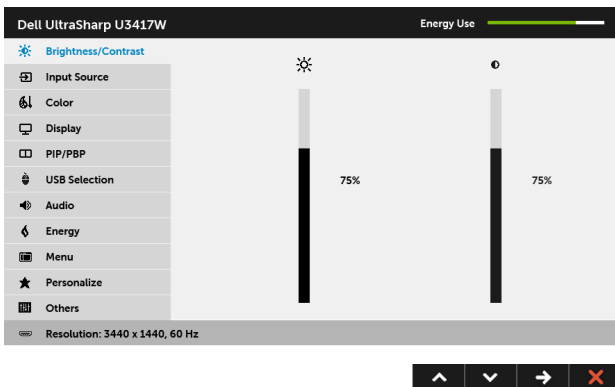 Dell UltraSharp U3417W
Energy Use
Brightness/Contrast
Input Source
Color
Display
PIP/PBP
USB Selection
75%
75%
Audio
Energy
Menu
Personalize
Others
Resolution: 3440 x 1440, 60 Hz